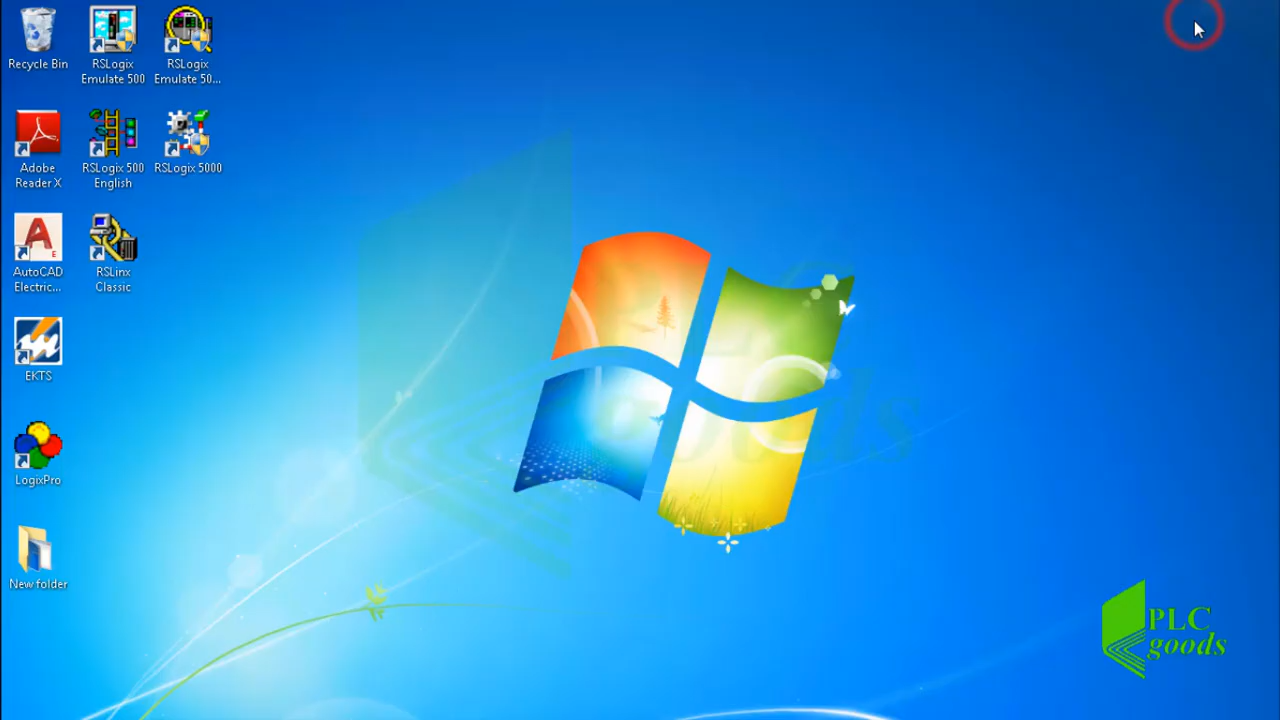 Recycle Bin
RSLogix
Emulate 500
RSLogix
Emulate 50...
Adobe
Reader X
RSLogix 500
English
RSLogix 5000
AutoCAD
Electric...
RSLinx
Classic
EKTS
LogixPro
New folder
goods
PLC
goods